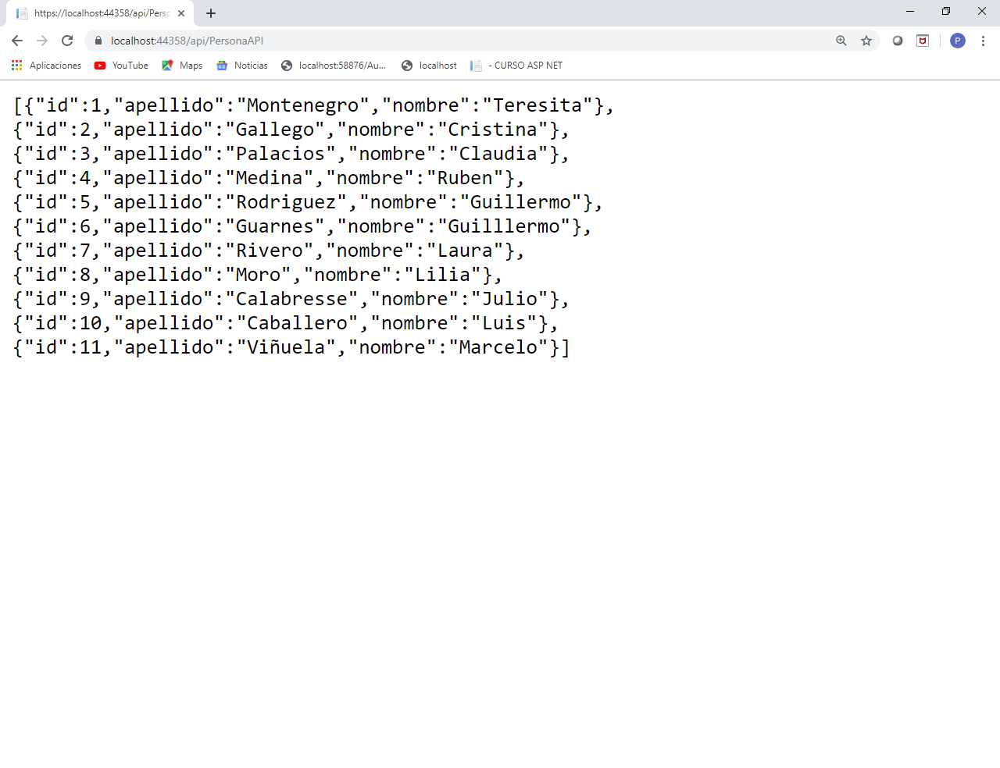 https://localhost:44358/api/Perso
localhost:44358/api/PersonaAPI
P
Aplicaciones YouTube Maps Noticias localhost:58876/Au... localhost - CURSO ASP NET
[{"id":1,"apellido":"Montenegro","nombre":"Teresita"},
{"id":2,"apellido":"Gallego","nombre":"Cristina"},
{"id":3,"apellido":"Palacios","nombre":"Claudia"},
{"id":4,"apellido":"Medina","nombre":"Ruben"},
{"id":5,"apellido":"Rodriguez","nombre":"Guillermo"},
{"id":6,"apellido":"Guarnes","nombre":"Guilllermo"},
{"id":7,"apellido":"Rivero","nombre":"Laura"},
{"id":8,"apellido":"Moro","nombre":"Lilia"},
{"id":9,"apellido":"Calabresse","nombre":"Julio"},
{"id":10,"apellido":"Caballero","nombre":"Luis"},
{"id":11,"apellido":"Viñuela","nombre":"Marcelo"}]